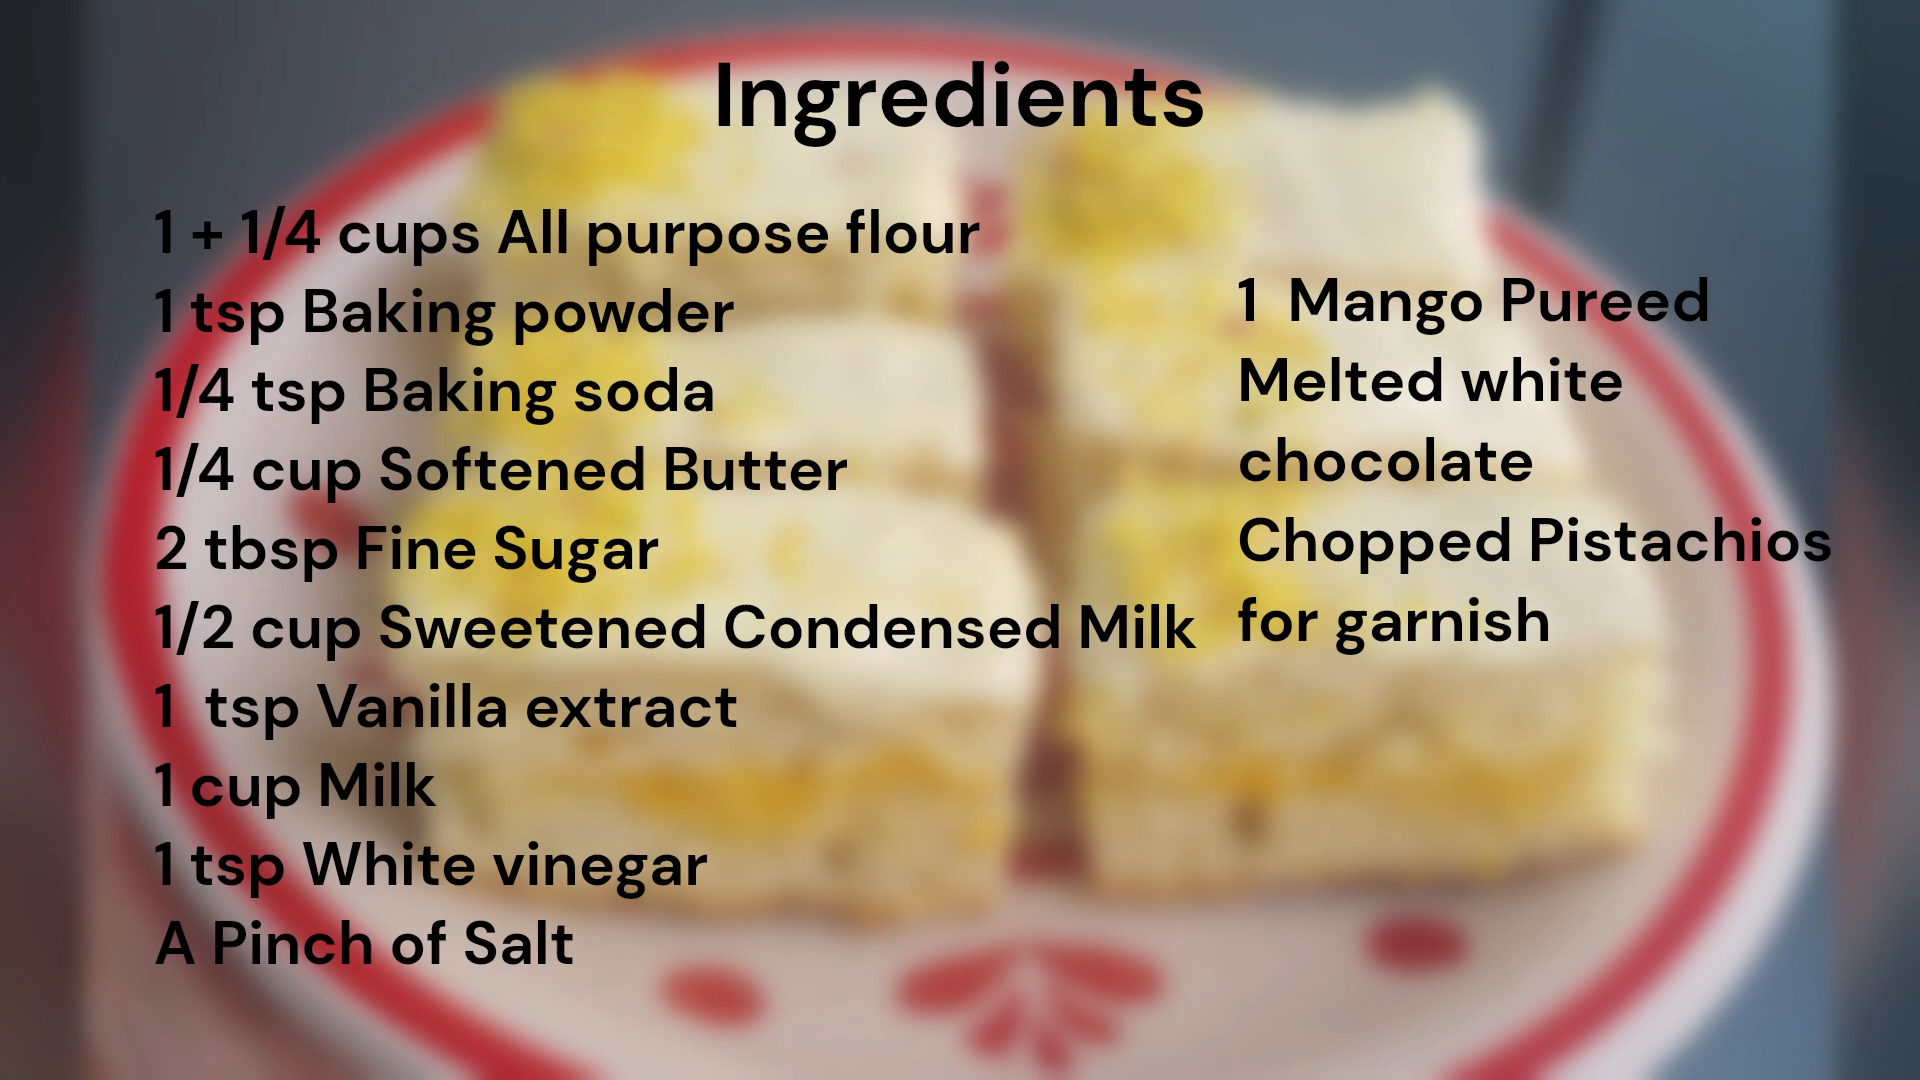 Ingredients
1 + 1/4 cups All purpose flour
1 tsp Baking powder
1/4 tsp Baking soda
1/4 cup Softened Butter
2 tbsp Fine Sugar
1/2 cup Sweetened Condensed Milk
1  tsp Vanilla extract
1 cup Milk
1 tsp White vinegar
A Pinch of Salt
1  Mango Pureed
Melted white
chocolate
Chopped Pistachios
for garnish